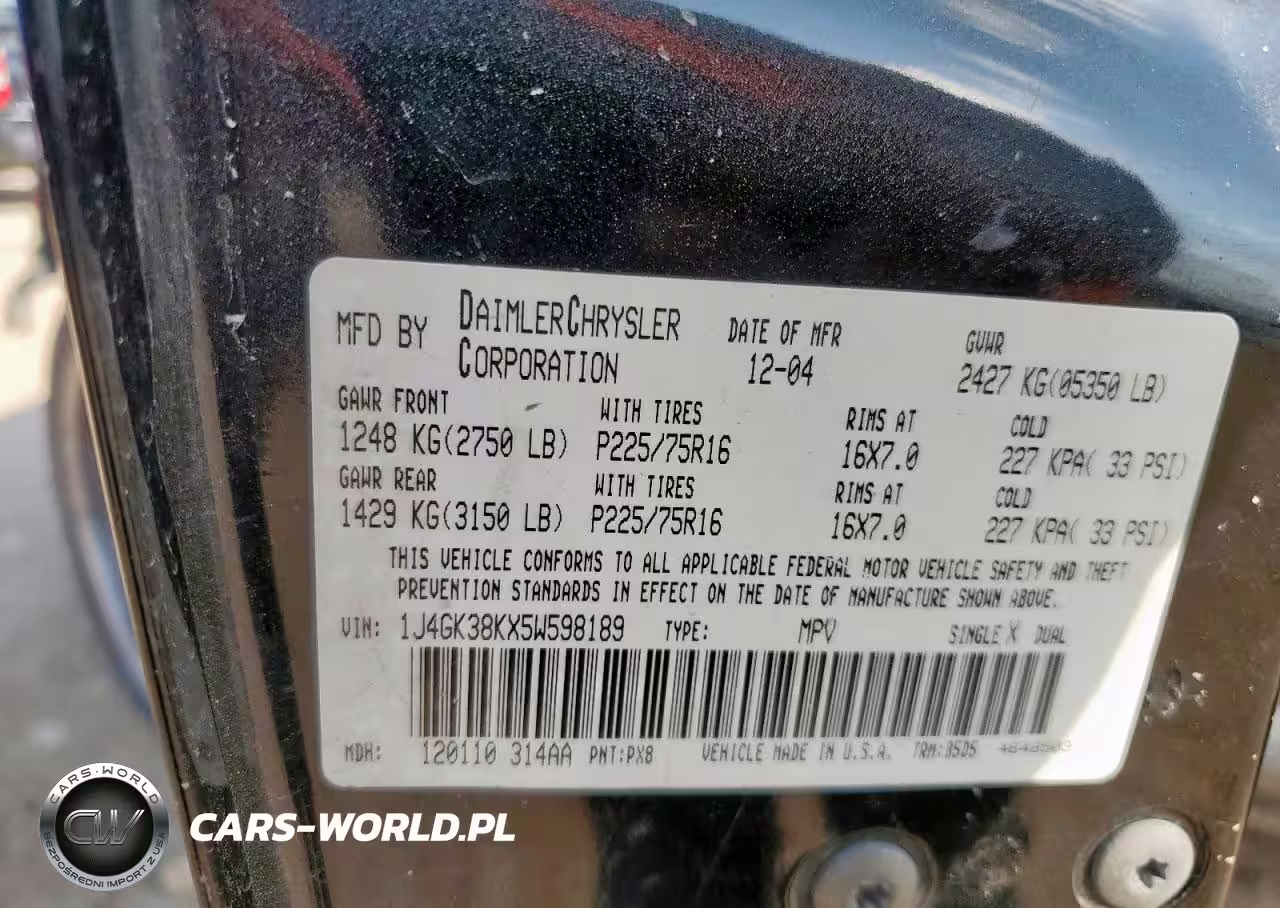 MFD BY DAIMLERCHRYSLER CORPORATION DATE OF MFR 12-04 GVWR 2427 KG(05350 LB)
GAWR FRONT WITH TIRES RIMS AT COLD
1248 KG(2750 LB) P225/75R16 16X7.0 227 KPA( 33 PSI)
GAWR REAR WITH TIRES RIMS AT COLD
1429 KG(3150 LB) P225/75R16 16X7.0 227 KPA( 33 PSI)
THIS VEHICLE CONFORMS TO ALL APPLICABLE FEDERAL MOTOR VEHICLE SAFETY AND THEFT
PREVENTION STANDARDS IN EFFECT ON THE DATE OF MANUFACTURE SHOWN ABOVE.
VIN: 1J4GK38KX5W598189 TYPE: MPV SINGLE X DUAL
MDH: 120110 314AA PNT:PX8 VEHICLE MADE IN U.S.A. TRM:B5D5
CARS-WORLD
CW
BEZPOŚREDNI IMPORT Z USA
CARS-WORLD.PL